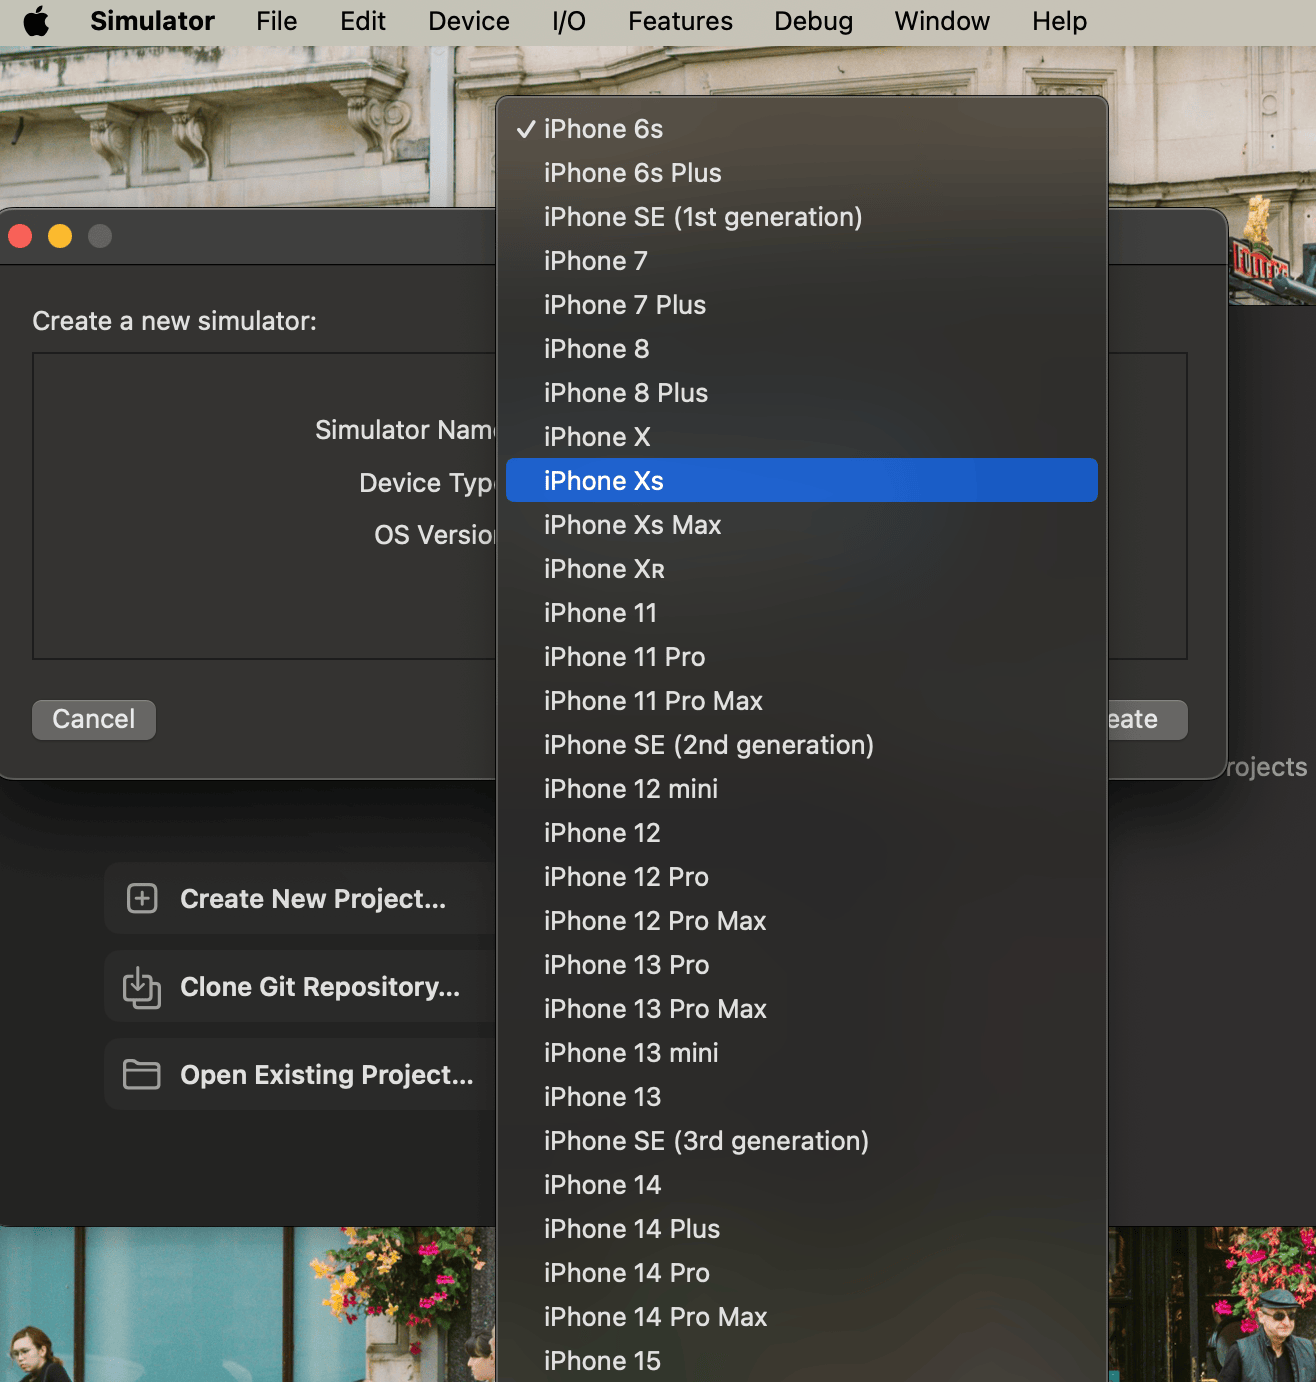 Simulator File Edit Device I/O Features Debug Window Help
✓ iPhone 6s
iPhone 6s Plus
iPhone SE (1st generation)
iPhone 7
iPhone 7 Plus
iPhone 8
iPhone 8 Plus
iPhone X
iPhone Xs
iPhone Xs Max
iPhone XR
iPhone 11
iPhone 11 Pro
iPhone 11 Pro Max
iPhone SE (2nd generation)
iPhone 12 mini
iPhone 12
iPhone 12 Pro
iPhone 12 Pro Max
iPhone 13 Pro
iPhone 13 Pro Max
iPhone 13 mini
iPhone 13
iPhone SE (3rd generation)
iPhone 14
iPhone 14 Plus
iPhone 14 Pro
iPhone 14 Pro Max
iPhone 15
FULLER'S
Create a new simulator:
Simulator Nam
Device Typ
OS Versio
Cancel
eate
rojects
Create New Project...
Clone Git Repository...
Open Existing Project...